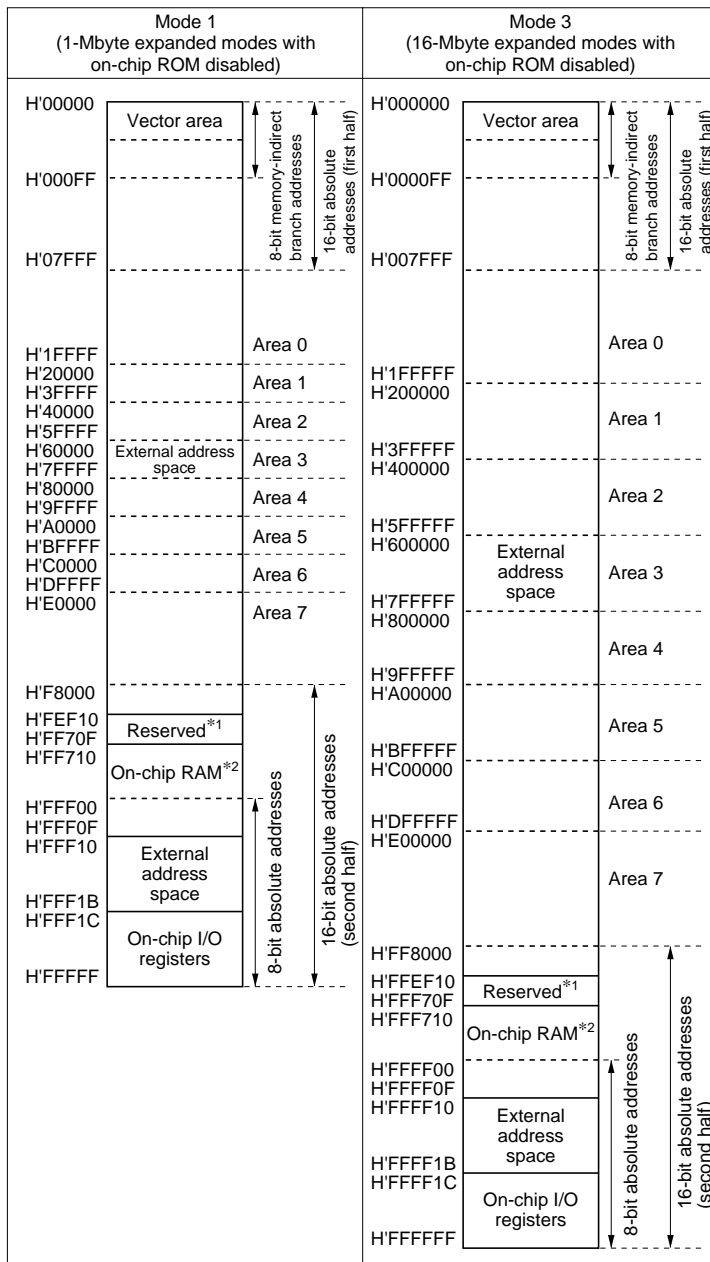 Mode 1
(1-Mbyte expanded modes with
on-chip ROM disabled)
H'00000
Vector area
H'000FF
H'07FFF
8-bit memory-indirect
branch addresses
16-bit absolute
addresses (first half)
H'1FFFF
Area 0
H'20000
H'3FFFF
Area 1
H'40000
H'5FFFF
Area 2
H'60000
H'7FFFF
External address
space
Area 3
H'80000
H'9FFFF
Area 4
H'A0000
H'BFFFF
Area 5
H'C0000
H'DFFFF
Area 6
H'E0000
Area 7
H'F8000
H'FEF10
H'FF70F
Reserved*1
H'FF710
On-chip RAM*2
H'FFF00
H'FFF0F
H'FFF10
External
address
space
H'FFF1B
H'FFF1C
On-chip I/O
registers
H'FFFFF
8-bit absolute addresses
16-bit absolute addresses
(second half)
Mode 3
(16-Mbyte expanded modes with
on-chip ROM disabled)
H'000000
Vector area
H'0000FF
H'007FFF
8-bit memory-indirect
branch addresses
16-bit absolute
addresses (first half)
Area 0
H'1FFFFF
H'200000
Area 1
H'3FFFFF
H'400000
Area 2
H'5FFFFF
H'600000
External
address
space
Area 3
H'7FFFFF
H'800000
Area 4
H'9FFFFF
H'A00000
Area 5
H'BFFFFF
H'C00000
Area 6
H'DFFFFF
H'E00000
Area 7
H'FF8000
H'FFEF10
H'FFF70F
Reserved*1
H'FFF710
On-chip RAM*2
H'FFFF00
H'FFFF0F
H'FFFF10
External
address
space
H'FFFF1B
H'FFFF1C
On-chip I/O
registers
H'FFFFFF
8-bit absolute addresses
16-bit absolute addresses
(second half)